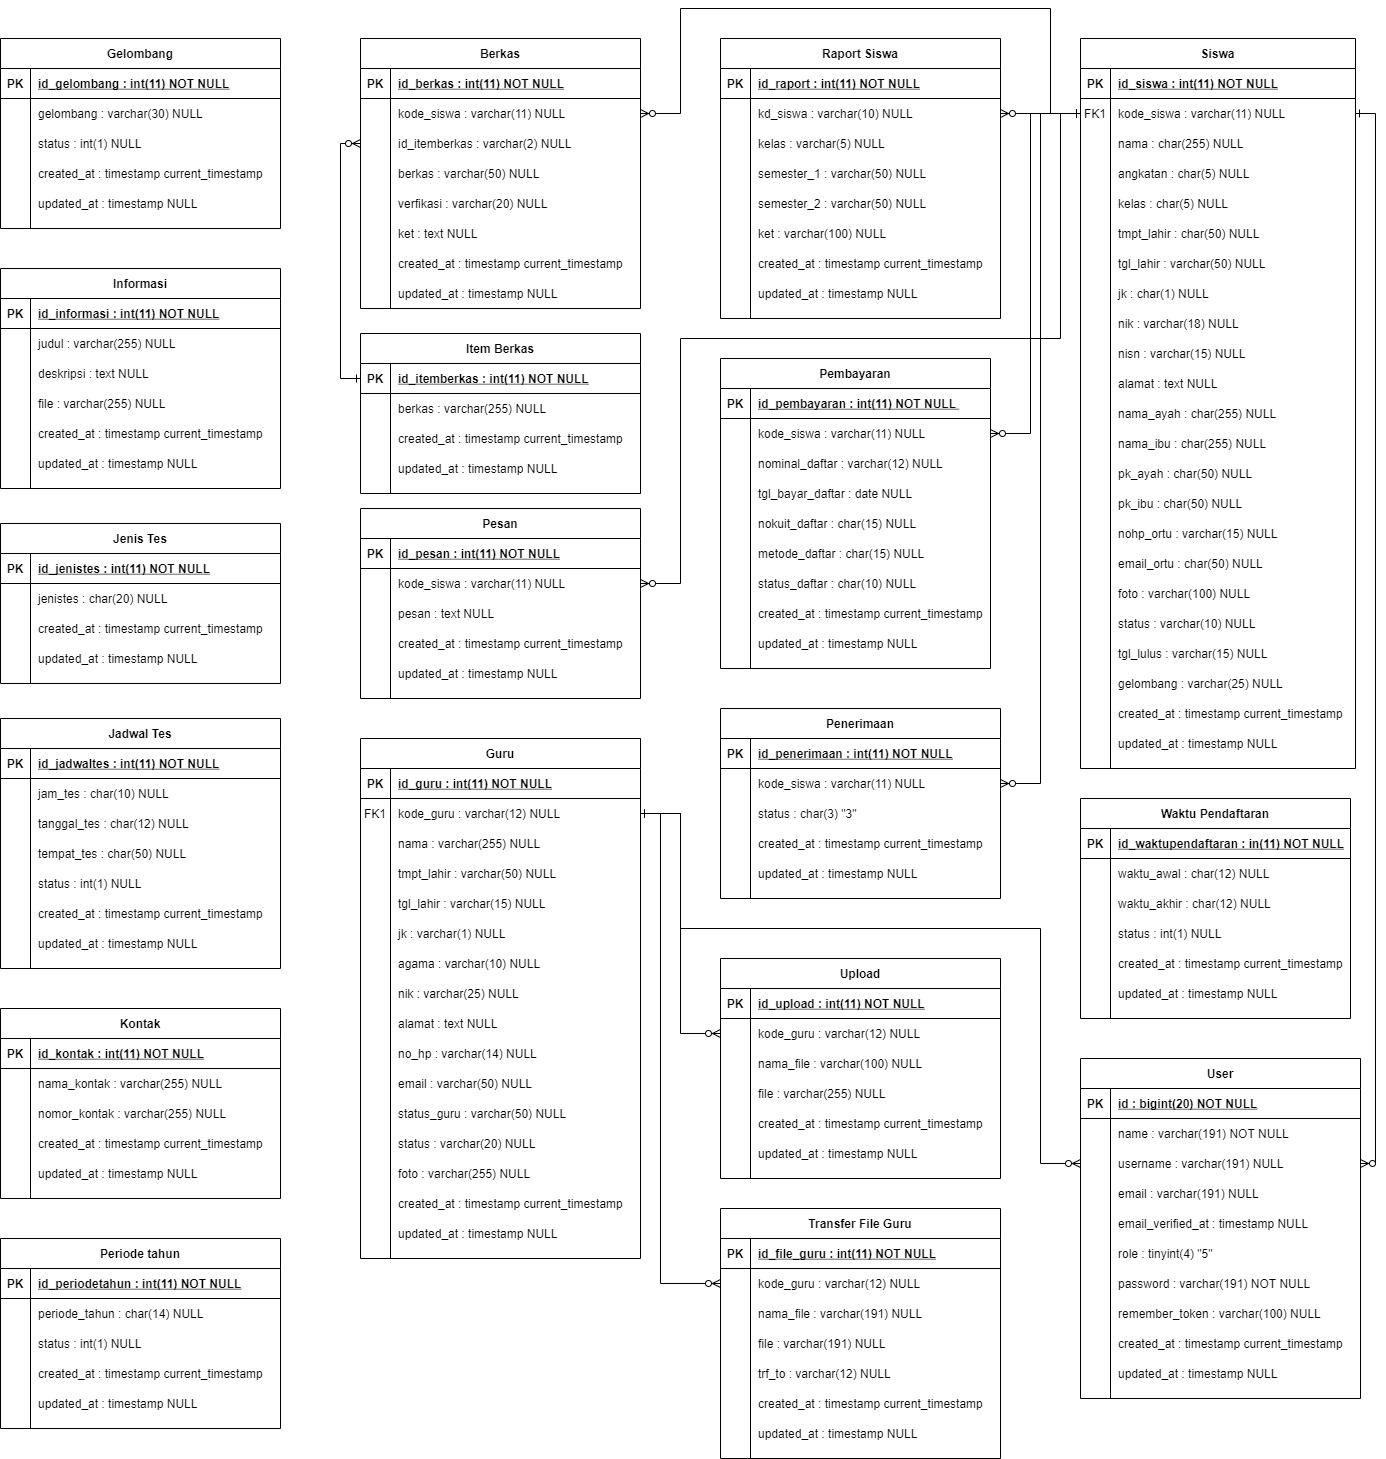 Gelombang
PK id_gelombang : int(11) NOT NULL
gelombang : varchar(30) NULL
status : int(1) NULL
created_at : timestamp current_timestamp
updated_at : timestamp NULL
Informasi
PK id_informasi : int(11) NOT NULL
judul : varchar(255) NULL
deskripsi : text NULL
file : varchar(255) NULL
created_at : timestamp current_timestamp
updated_at : timestamp NULL
Jenis Tes
PK id_jenistes : int(11) NOT NULL
jenistes : char(20) NULL
created_at : timestamp current_timestamp
updated_at : timestamp NULL
Jadwal Tes
PK id_jadwaltes : int(11) NOT NULL
jam_tes : char(10) NULL
tanggal_tes : char(12) NULL
tempat_tes : char(50) NULL
status : int(1) NULL
created_at : timestamp current_timestamp
updated_at : timestamp NULL
Kontak
PK id_kontak : int(11) NOT NULL
nama_kontak : varchar(255) NULL
nomor_kontak : varchar(255) NULL
created_at : timestamp current_timestamp
updated_at : timestamp NULL
Periode tahun
PK id_periodetahun : int(11) NOT NULL
periode_tahun : char(14) NULL
status : int(1) NULL
created_at : timestamp current_timestamp
updated_at : timestamp NULL
Berkas
PK id_berkas : int(11) NOT NULL
kode_siswa : varchar(11) NULL
id_itemberkas : varchar(2) NULL
berkas : varchar(50) NULL
verfikasi : varchar(20) NULL
ket : text NULL
created_at : timestamp current_timestamp
updated_at : timestamp NULL
Item Berkas
PK id_itemberkas : int(11) NOT NULL
berkas : varchar(255) NULL
created_at : timestamp current_timestamp
updated_at : timestamp NULL
Pesan
PK id_pesan : int(11) NOT NULL
kode_siswa : varchar(11) NULL
pesan : text NULL
created_at : timestamp current_timestamp
updated_at : timestamp NULL
Guru
PK id_guru : int(11) NOT NULL
FK1 kode_guru : varchar(12) NULL
nama : varchar(255) NULL
tmpt_lahir : varchar(50) NULL
tgl_lahir : varchar(15) NULL
jk : varchar(1) NULL
agama : varchar(10) NULL
nik : varchar(25) NULL
alamat : text NULL
no_hp : varchar(14) NULL
email : varchar(50) NULL
status_guru : varchar(50) NULL
status : varchar(20) NULL
foto : varchar(255) NULL
created_at : timestamp current_timestamp
updated_at : timestamp NULL
Raport Siswa
PK id_raport : int(11) NOT NULL
kd_siswa : varchar(10) NULL
kelas : varchar(5) NULL
semester_1 : varchar(50) NULL
semester_2 : varchar(50) NULL
ket : varchar(100) NULL
created_at : timestamp current_timestamp
updated_at : timestamp NULL
Pembayaran
PK id_pembayaran : int(11) NOT NULL
kode_siswa : varchar(11) NULL
nominal_daftar : varchar(12) NULL
tgl_bayar_daftar : date NULL
nokuit_daftar : char(15) NULL
metode_daftar : char(15) NULL
status_daftar : char(10) NULL
created_at : timestamp current_timestamp
updated_at : timestamp NULL
Penerimaan
PK id_penerimaan : int(11) NOT NULL
kode_siswa : varchar(11) NULL
status : char(3) "3"
created_at : timestamp current_timestamp
updated_at : timestamp NULL
Upload
PK id_upload : int(11) NOT NULL
kode_guru : varchar(12) NULL
nama_file : varchar(100) NULL
file : varchar(255) NULL
created_at : timestamp current_timestamp
updated_at : timestamp NULL
Transfer File Guru
PK id_file_guru : int(11) NOT NULL
kode_guru : varchar(12) NULL
nama_file : varchar(191) NULL
file : varchar(191) NULL
trf_to : varchar(12) NULL
created_at : timestamp current_timestamp
updated_at : timestamp NULL
Siswa
PK id_siswa : int(11) NOT NULL
FK1 kode_siswa : varchar(11) NULL
nama : char(255) NULL
angkatan : char(5) NULL
kelas : char(5) NULL
tmpt_lahir : char(50) NULL
tgl_lahir : varchar(50) NULL
jk : char(1) NULL
nik : varchar(18) NULL
nisn : varchar(15) NULL
alamat : text NULL
nama_ayah : char(255) NULL
nama_ibu : char(255) NULL
pk_ayah : char(50) NULL
pk_ibu : char(50) NULL
nohp_ortu : varchar(15) NULL
email_ortu : char(50) NULL
foto : varchar(100) NULL
status : varchar(10) NULL
tgl_lulus : varchar(15) NULL
gelombang : varchar(25) NULL
created_at : timestamp current_timestamp
updated_at : timestamp NULL
Waktu Pendaftaran
PK id_waktupendaftaran : in(11) NOT NULL
waktu_awal : char(12) NULL
waktu_akhir : char(12) NULL
status : int(1) NULL
created_at : timestamp current_timestamp
updated_at : timestamp NULL
User
PK id : bigint(20) NOT NULL
name : varchar(191) NOT NULL
username : varchar(191) NULL
email : varchar(191) NULL
email_verified_at : timestamp NULL
role : tinyint(4) "5"
password : varchar(191) NOT NULL
remember_token : varchar(100) NULL
created_at : timestamp current_timestamp
updated_at : timestamp NULL